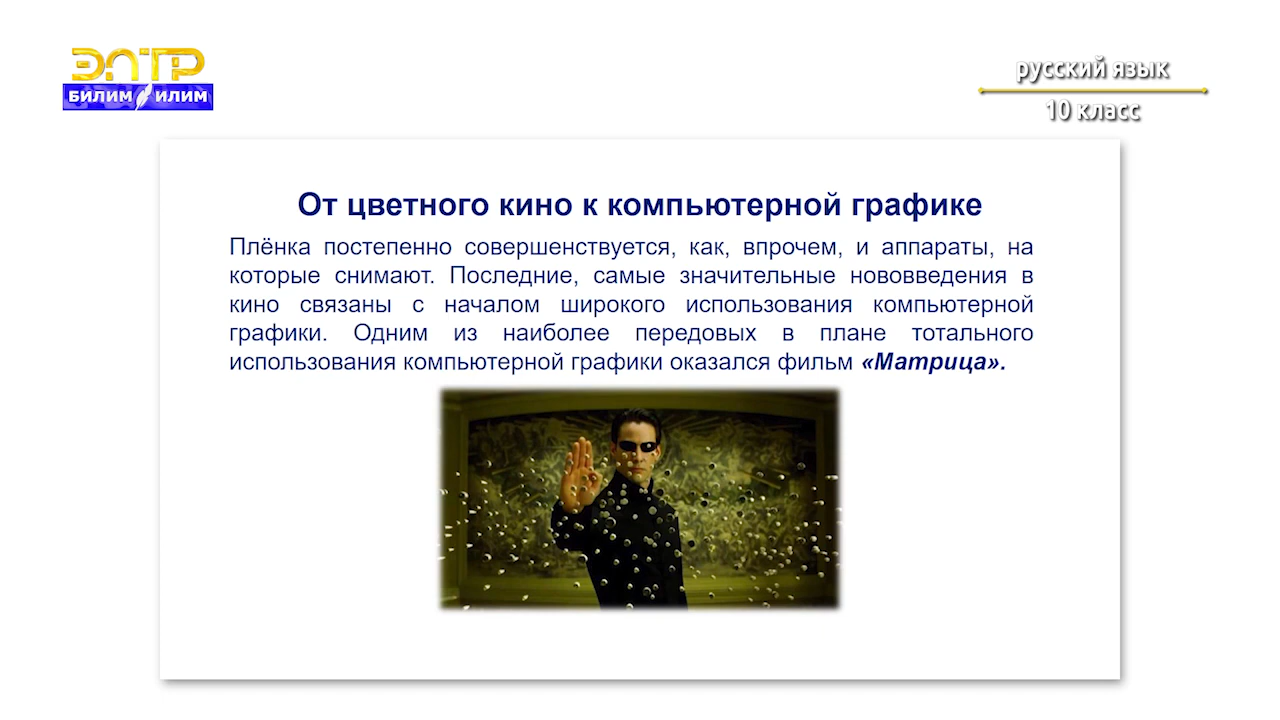 ЭЛТР
БИЛИМ ИЛИМ
русский язык
10 класс
От цветного кино к компьютерной графике
Плёнка постепенно совершенствуется, как, впрочем, и аппараты, на
которые снимают. Последние, самые значительные нововведения в
кино связаны с началом широкого использования компьютерной
графики. Одним из наиболее передовых в плане тотального
использования компьютерной графики оказался фильм «Матрица».